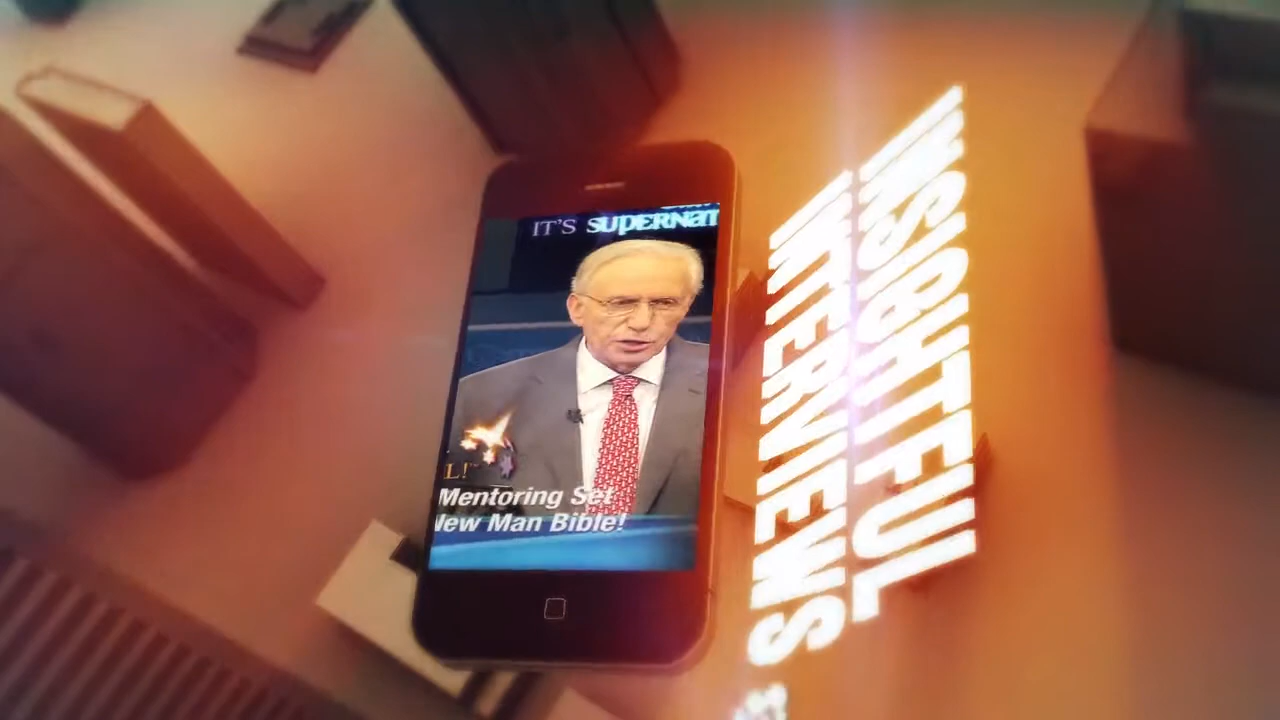 IT'S SUPERNAT
L!
Mentoring Set
New Man Bible!
INSIGHTFUL
INTERVIEWS